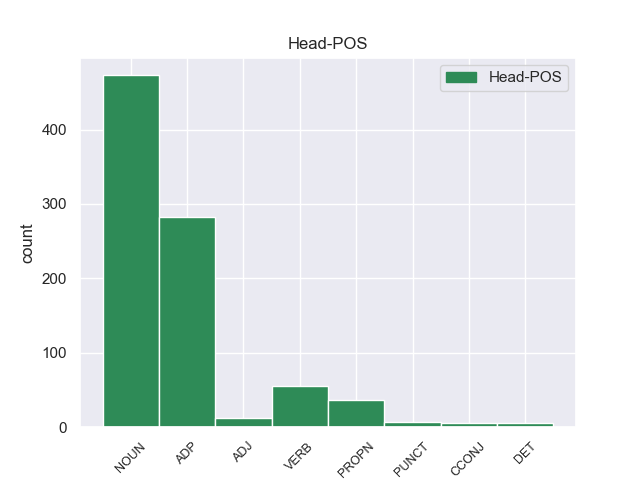 Head-POS
Head-POS
400
300
200
100
0
count
NOUN
ADP
ADJ
VERB
PROPN
PUNCT
CCONJ
DET